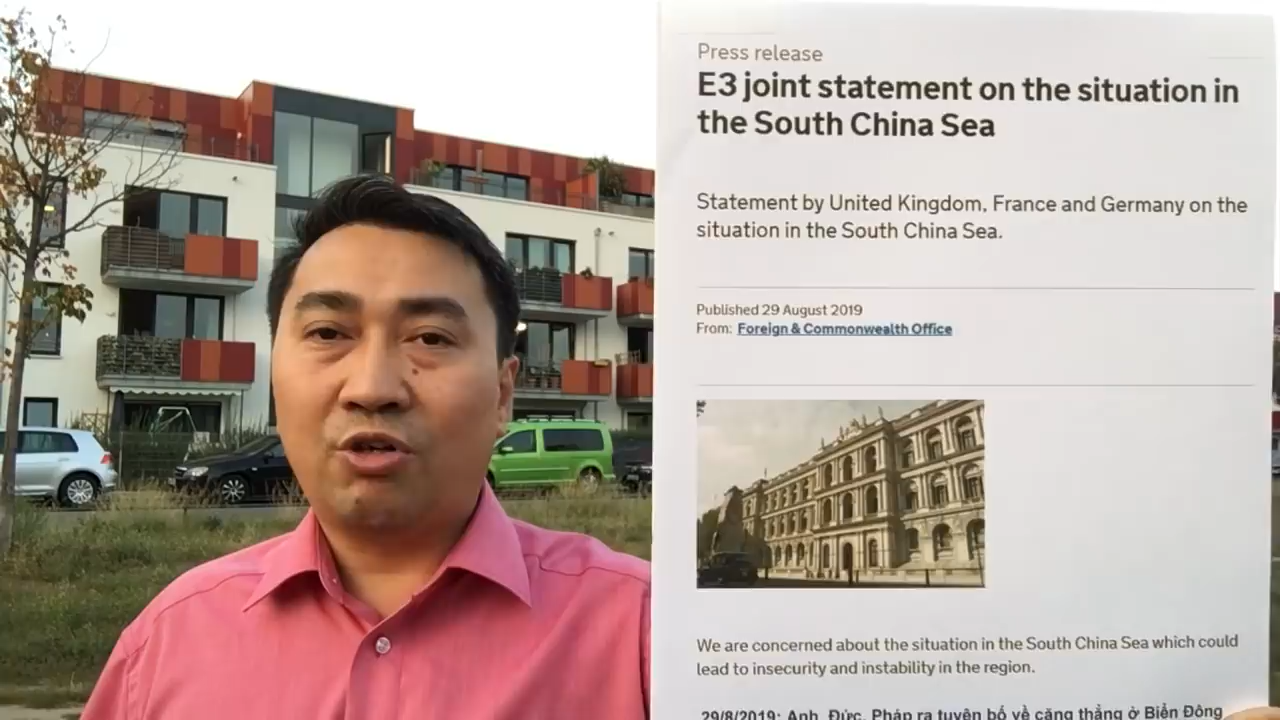 Press release
E3 joint statement on the situation in
the South China Sea
Statement by United Kingdom, France and Germany on the
situation in the South China Sea.
Published 29 August 2019
From: Foreign & Commonwealth Office
We are concerned about the situation in the South China Sea which could
lead to insecurity and instability in the region.
29/8/2019: Anh, Đức, Pháp ra tuyên bố về căng thẳng ở Biển Đông